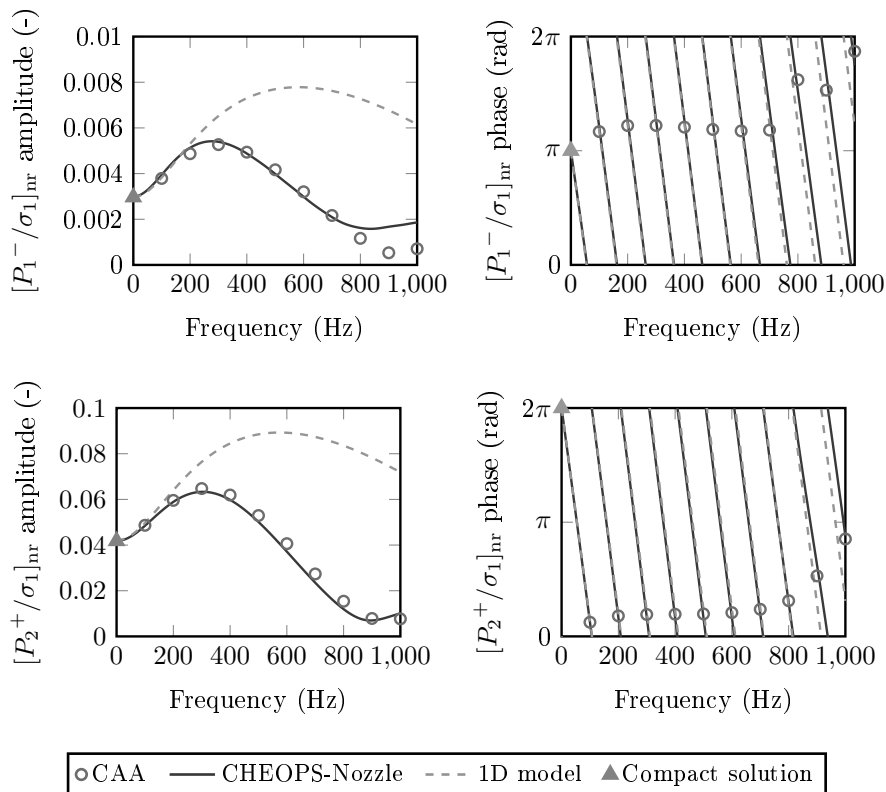 [P₁⁻/σ₁]nr amplitude (-)
0.01
0.008
0.006
0.004
0.002
0
0 200 400 600 800 1,000
Frequency (Hz)
[P₁⁻/σ₁]nr phase (rad)
2π
π
0
0 200 400 600 800 1,000
Frequency (Hz)
[P₂⁺/σ₁]nr amplitude (-)
0.1
0.08
0.06
0.04
0.02
0
0 200 400 600 800 1,000
Frequency (Hz)
[P₂⁺/σ₁]nr phase (rad)
2π
π
0
0 200 400 600 800 1,000
Frequency (Hz)
CAA CHEOPS-Nozzle 1D model Compact solution